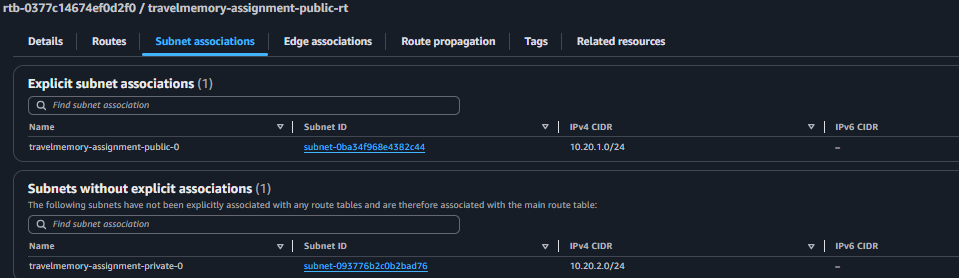 rtb-0377c14674ef0d2f0 / travelmemory-assignment-public-rt
Details Routes Subnet associations Edge associations Route propagation Tags Related resources
Explicit subnet associations (1)
Find subnet association
Name Subnet ID IPv4 CIDR IPv6 CIDR
travelmemory-assignment-public-0 subnet-0ba34f968e4382c44 10.20.1.0/24 –
Subnets without explicit associations (1)
The following subnets have not been explicitly associated with any route tables and are therefore associated with the main route table:
Find subnet association
Name Subnet ID IPv4 CIDR IPv6 CIDR
travelmemory-assignment-private-0 subnet-093776b2c0b2bad76 10.20.2.0/24 –